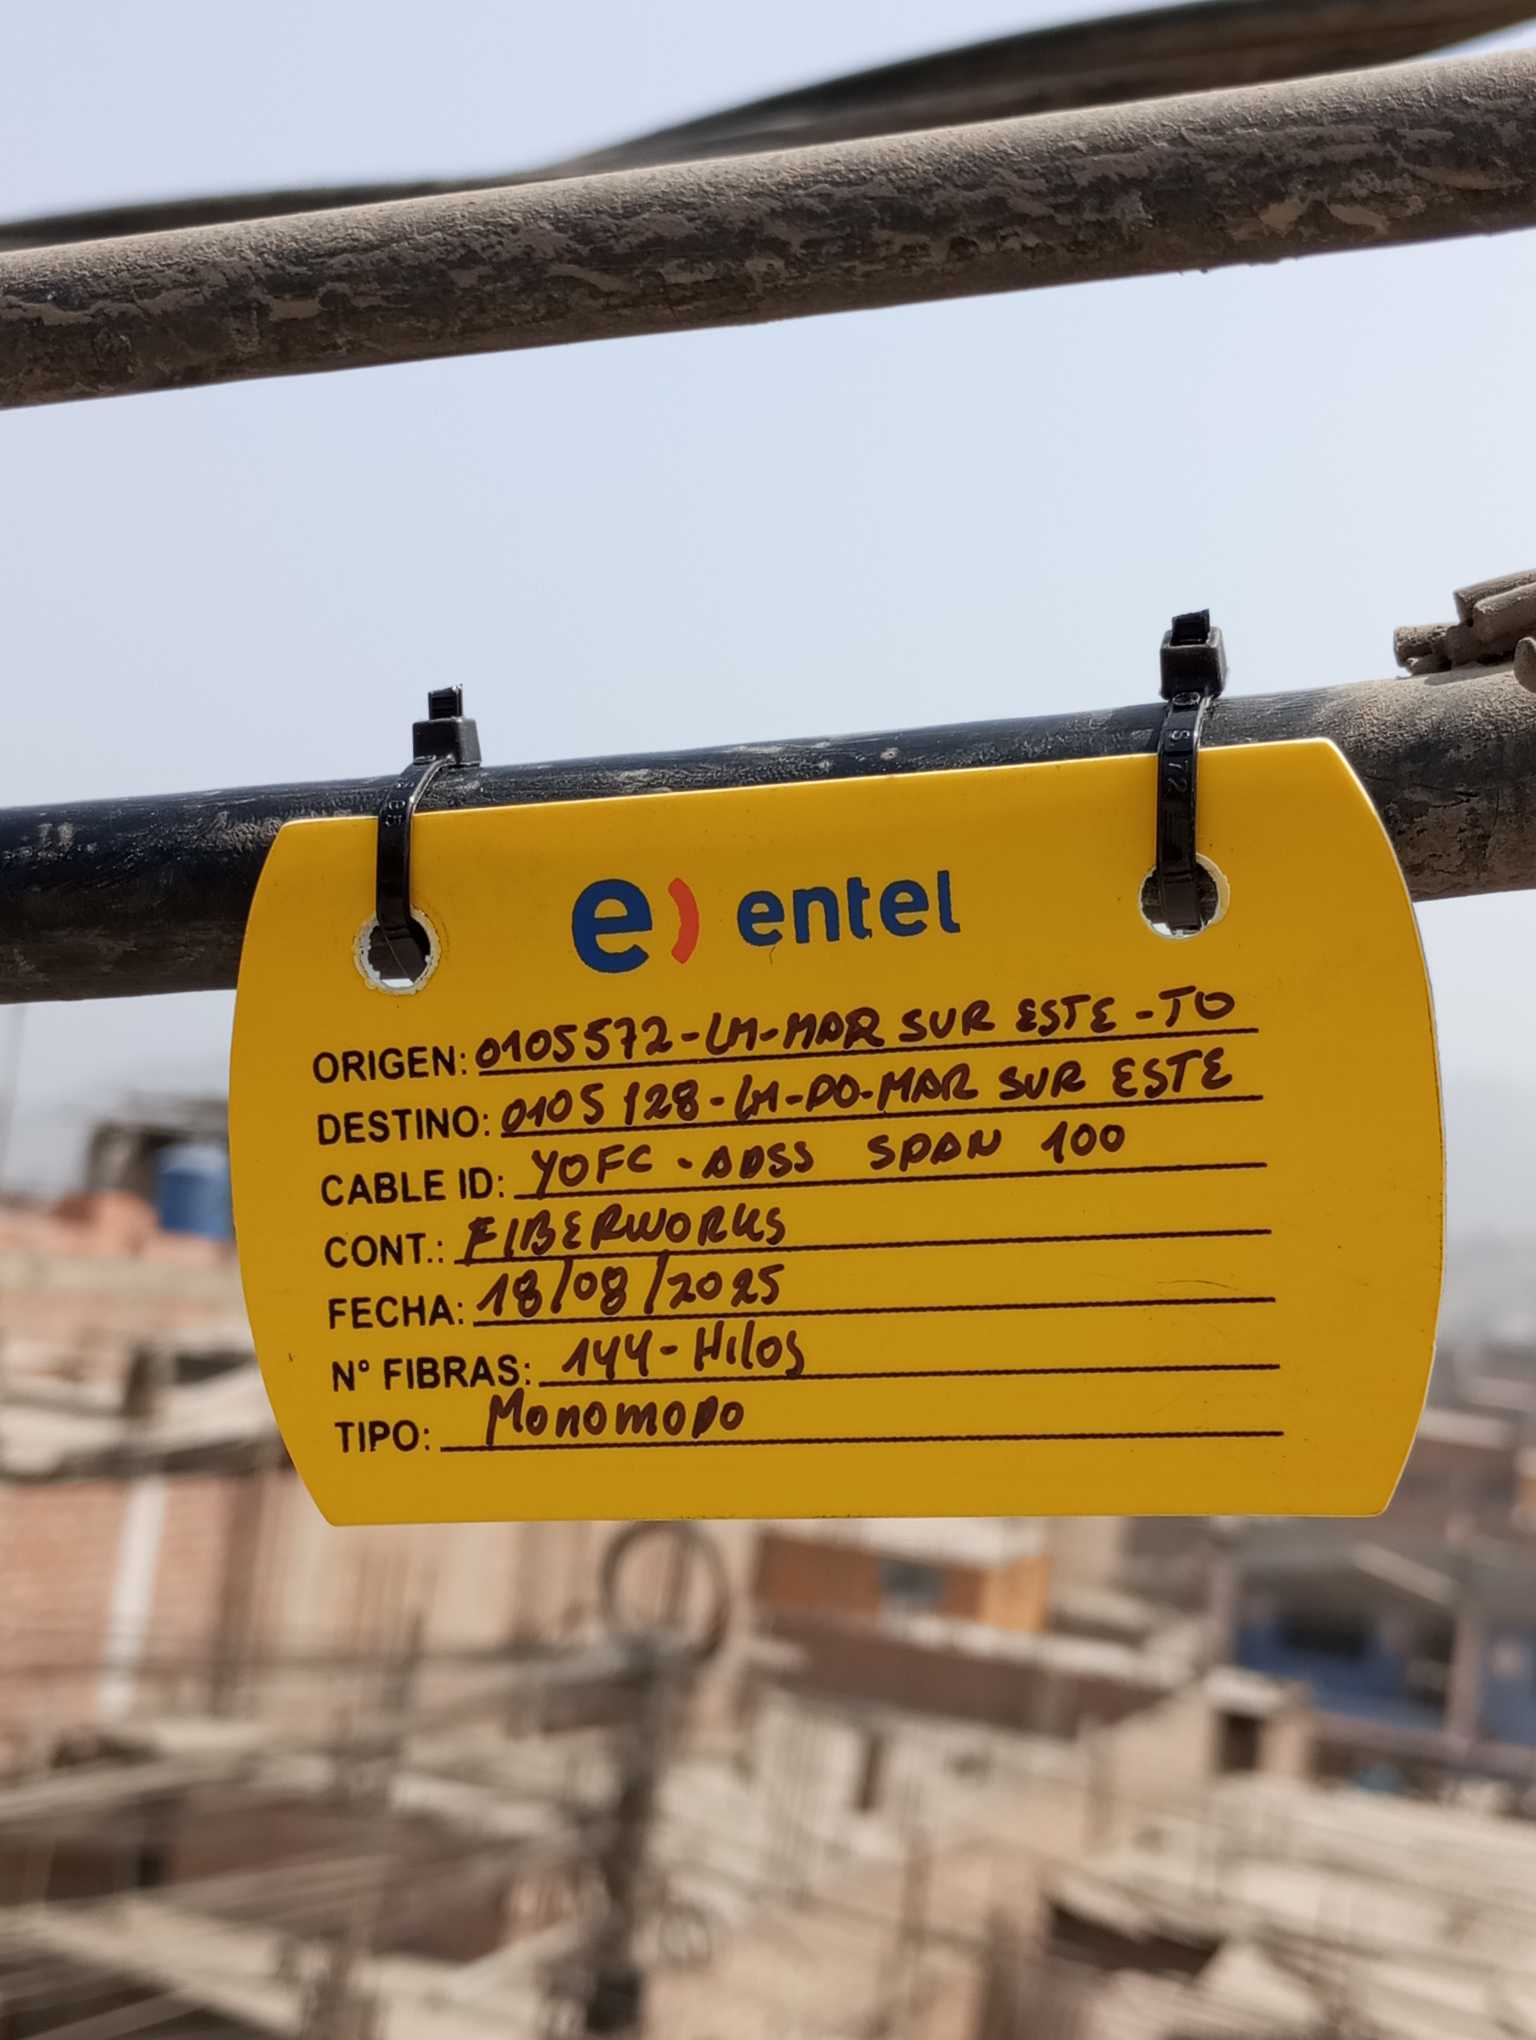 e) entel
ORIGEN: 0105572-LM-MAR SUR ESTE-TO
DESTINO: 0105128-LM-DO-MAR SUR ESTE
CABLE ID: YOFC - ADSS SPAN 100
CONT.: FIBERWORKS
FECHA: 18/08/2025
N° FIBRAS: 144-Hilos
TIPO: MONOMODO